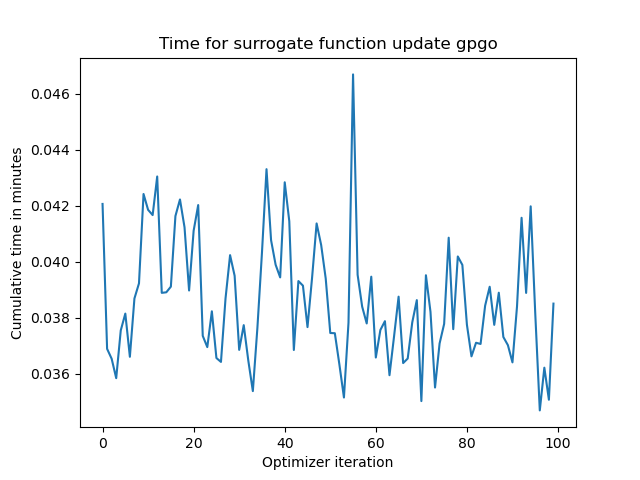 Time for surrogate function update gpgo
Cumulative time in minutes
0.046
0.044
0.042
0.040
0.038
0.036
0 20 40 60 80 100
Optimizer iteration